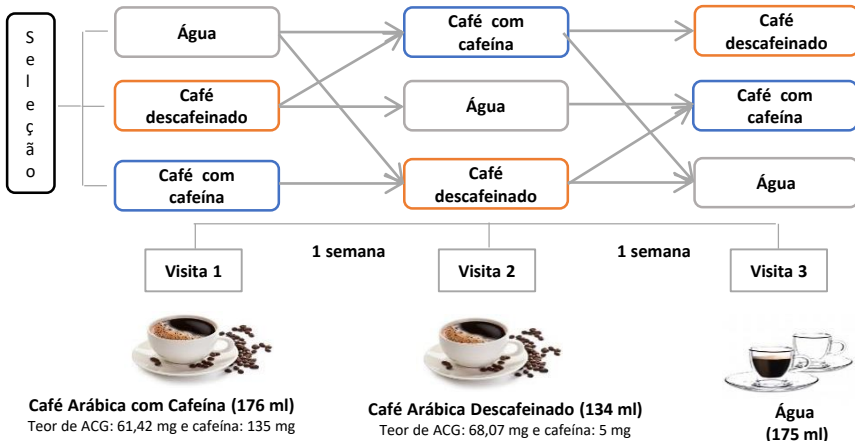 Seleção
Água
Café com
cafeína
Café
descafeinado
Café
descafeinado
Água
Café com
cafeína
Café com
cafeína
Café
descafeinado
Água
1 semana
1 semana
Visita 1
Visita 2
Visita 3
Café Arábica com Cafeína (176 ml)
Teor de ACG: 61,42 mg e cafeína: 135 mg
Café Arábica Descafeinado (134 ml)
Teor de ACG: 68,07 mg e cafeína: 5 mg
Água
(175 ml)